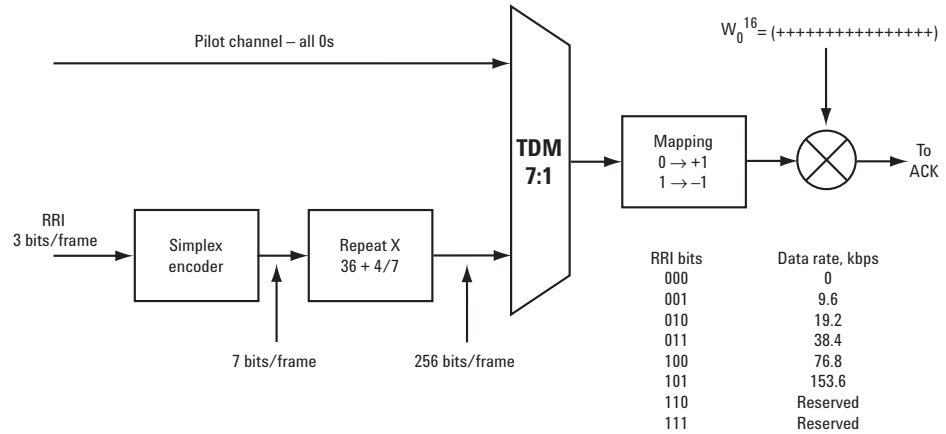 Pilot channel – all 0s
W₀¹⁶= (++++++++++++++++)
TDM
7:1
Mapping
0 → +1
1 → –1
To
ACK
RRI
3 bits/frame
Simplex
encoder
Repeat X
36 + 4/7
7 bits/frame
256 bits/frame
RRI bits Data rate, kbps
000 0
001 9.6
010 19.2
011 38.4
100 76.8
101 153.6
110 Reserved
111 Reserved